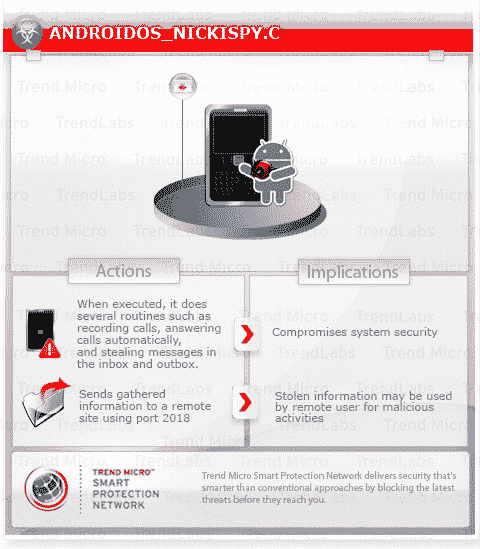 ANDROIDOS_NICKISPY.C
Trend Micro
TrendLabs
Actions
Implications
When executed, it does
several routines such as
recording calls, answering
calls automatically,
and stealing messages in
the inbox and outbox.
Compromises system security
Sends gathered
information to a remote
site using port 2018
Stolen information may be used
by remote user for malicious
activities
TREND MICRO™
SMART
PROTECTION
NETWORK
Trend Micro Smart Protection Network delivers security that's
smarter than conventional approaches by blocking the latest
threats before they reach you.